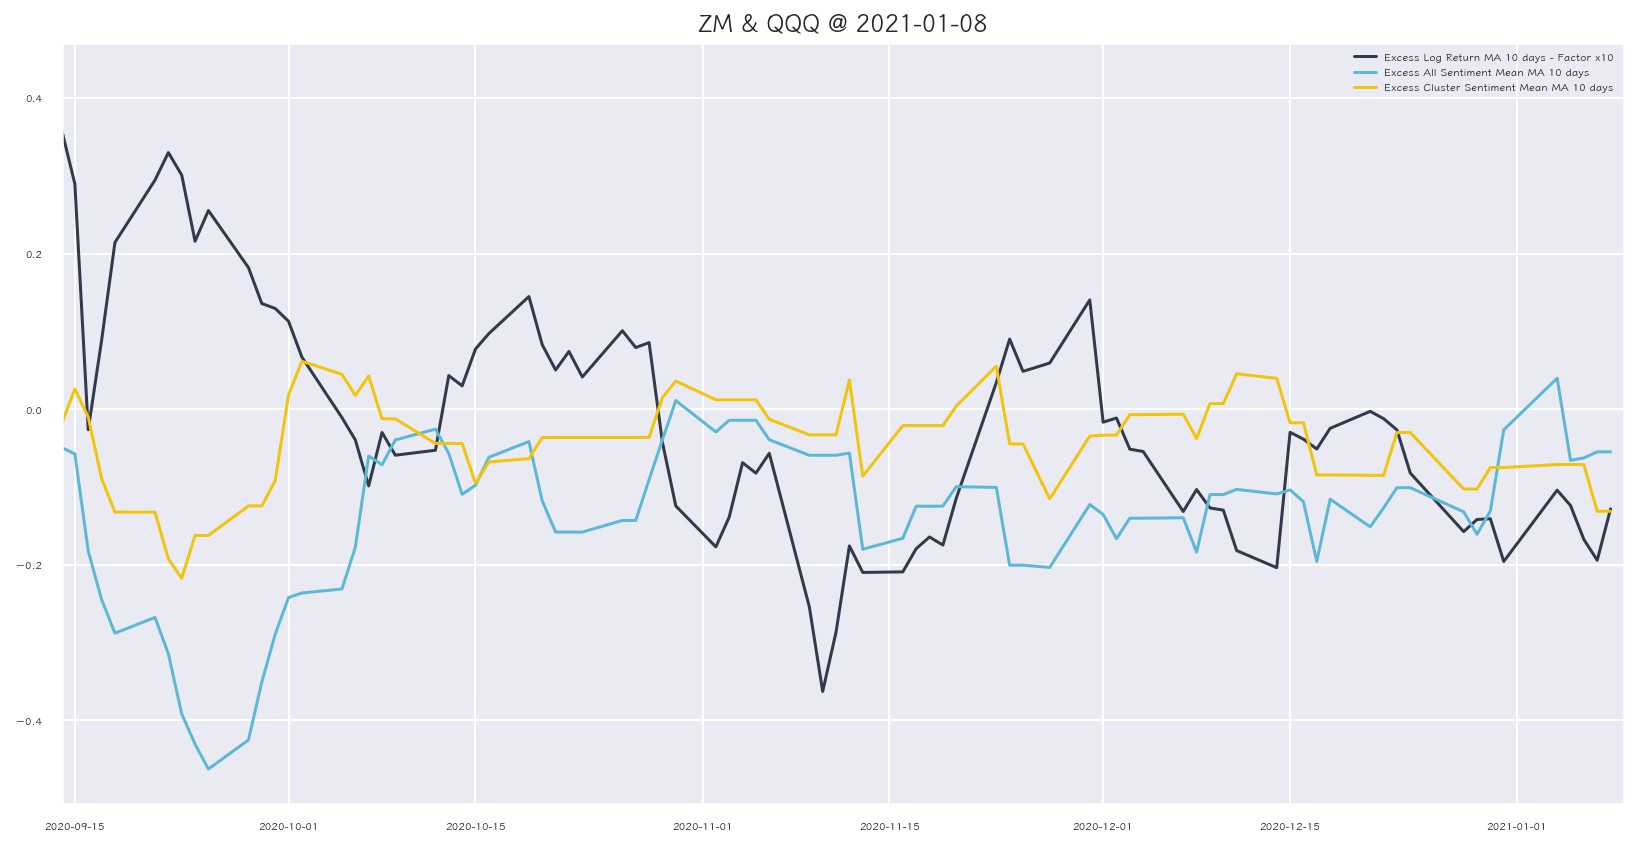 ZM & QQQ @ 2021-01-08
Excess Log Return MA 10 days - Factor x10
Excess All Sentiment Mean MA 10 days
Excess Cluster Sentiment Mean MA 10 days
0.4
0.2
0.0
−0.2
−0.4
2020-09-15 2020-10-01 2020-10-15 2020-11-01 2020-11-15 2020-12-01 2020-12-15 2021-01-01